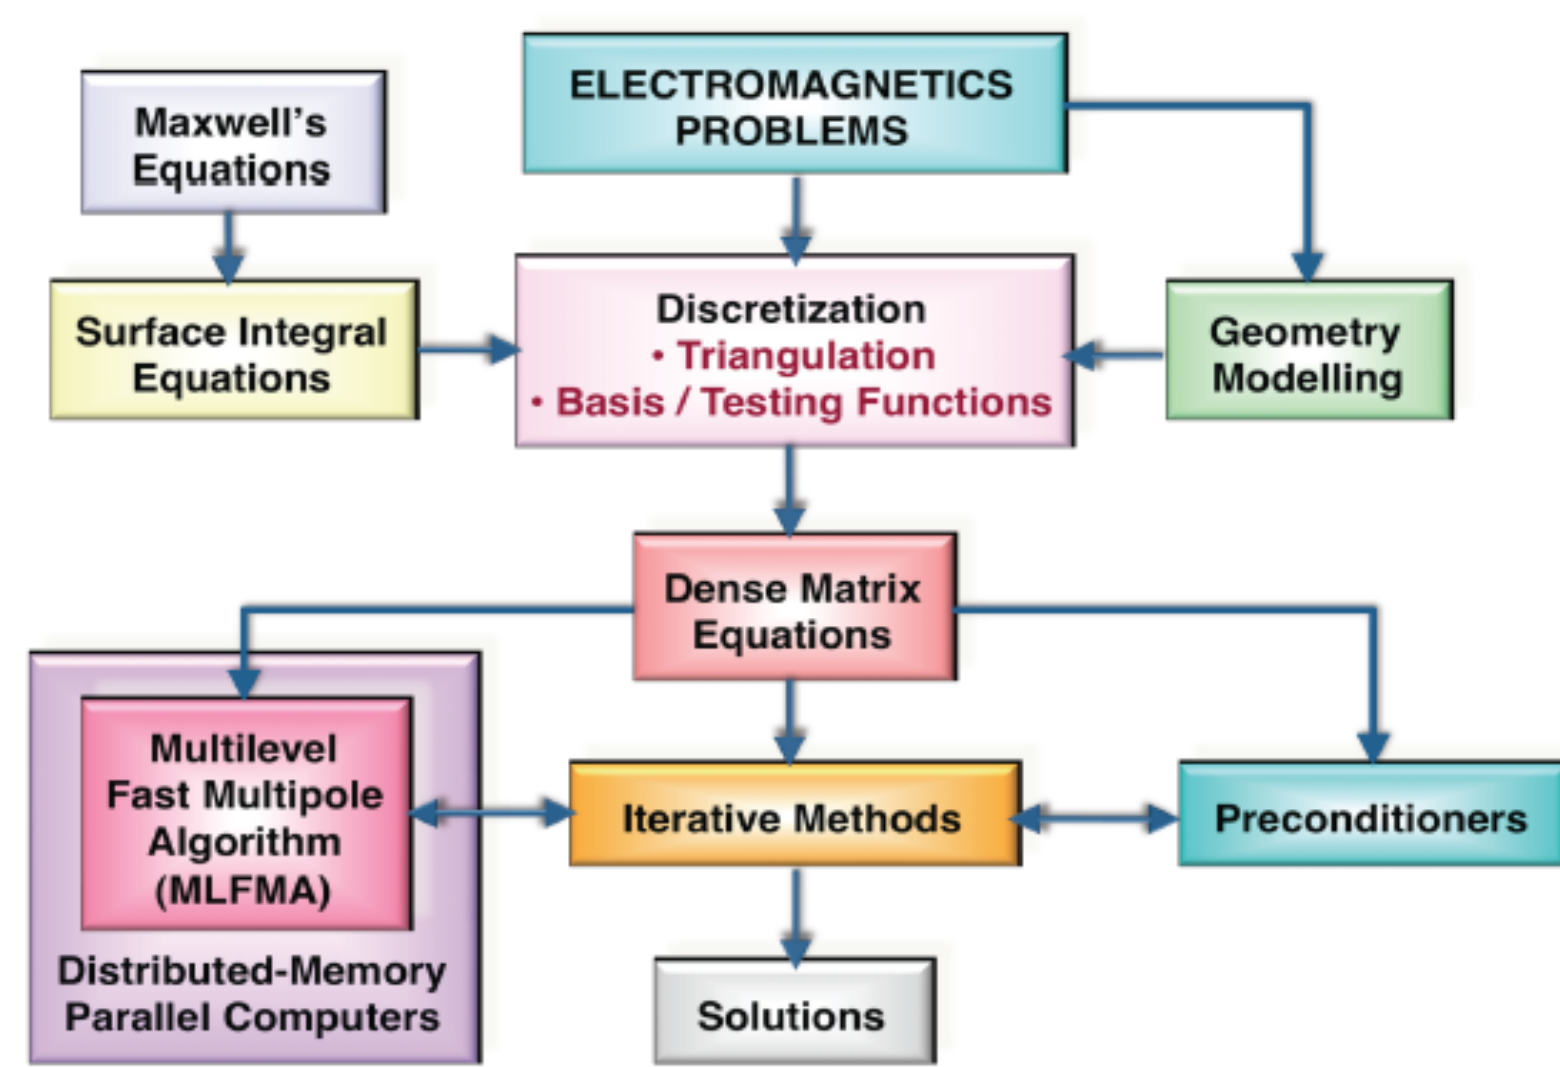 Maxwell's
Equations
ELECTROMAGNETICS
PROBLEMS
Surface Integral
Equations
Discretization
• Triangulation
• Basis / Testing Functions
Geometry
Modelling
Dense Matrix
Equations
Multilevel
Fast Multipole
Algorithm
(MLFMA)
Distributed-Memory
Parallel Computers
Iterative Methods
Preconditioners
Solutions